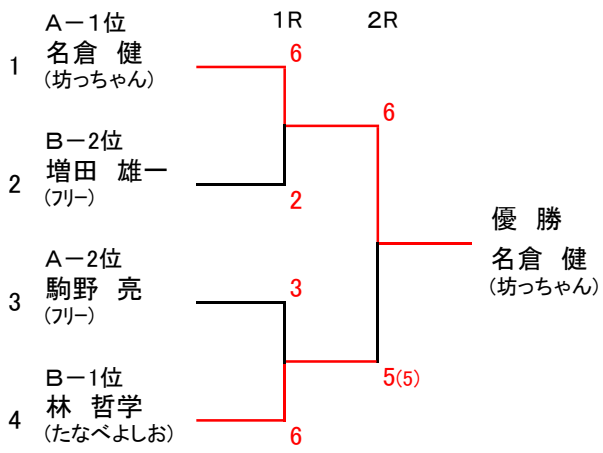 A－1位
1R
2R
1
名倉 健
6
(坊っちゃん)
6
B－2位
2
増田 雄一
(フリー)
2
優 勝
名倉 健
(坊っちゃん)
A－2位
3
駒野 亮
3
(フリー)
B－1位
5(5)
4
林 哲学
(たなべよしお)
6